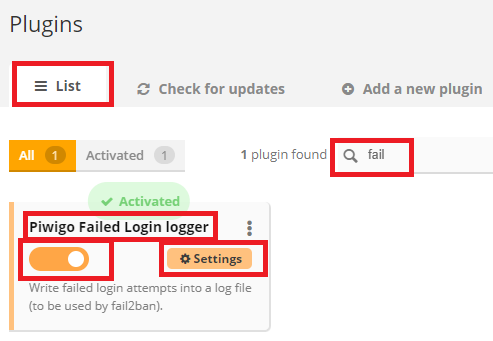 Plugins
List
Check for updates
Add a new plugin
All 1
Activated 1
1 plugin found
fail
Activated
Piwigo Failed Login logger
Settings
Write failed login attempts into a log file
(to be used by fail2ban).